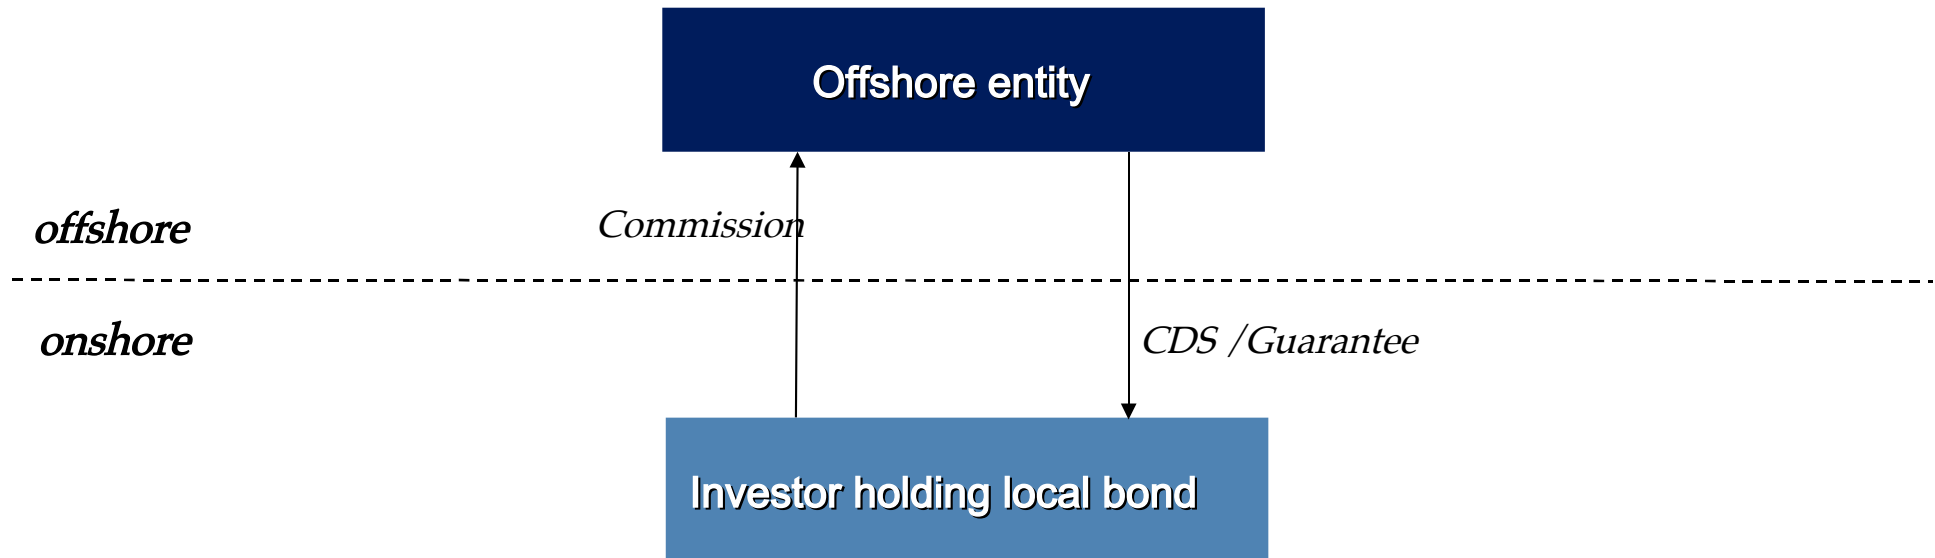 Offshore entity
offshore
Commission
onshore
CDS /Guarantee
Investor holding local bond